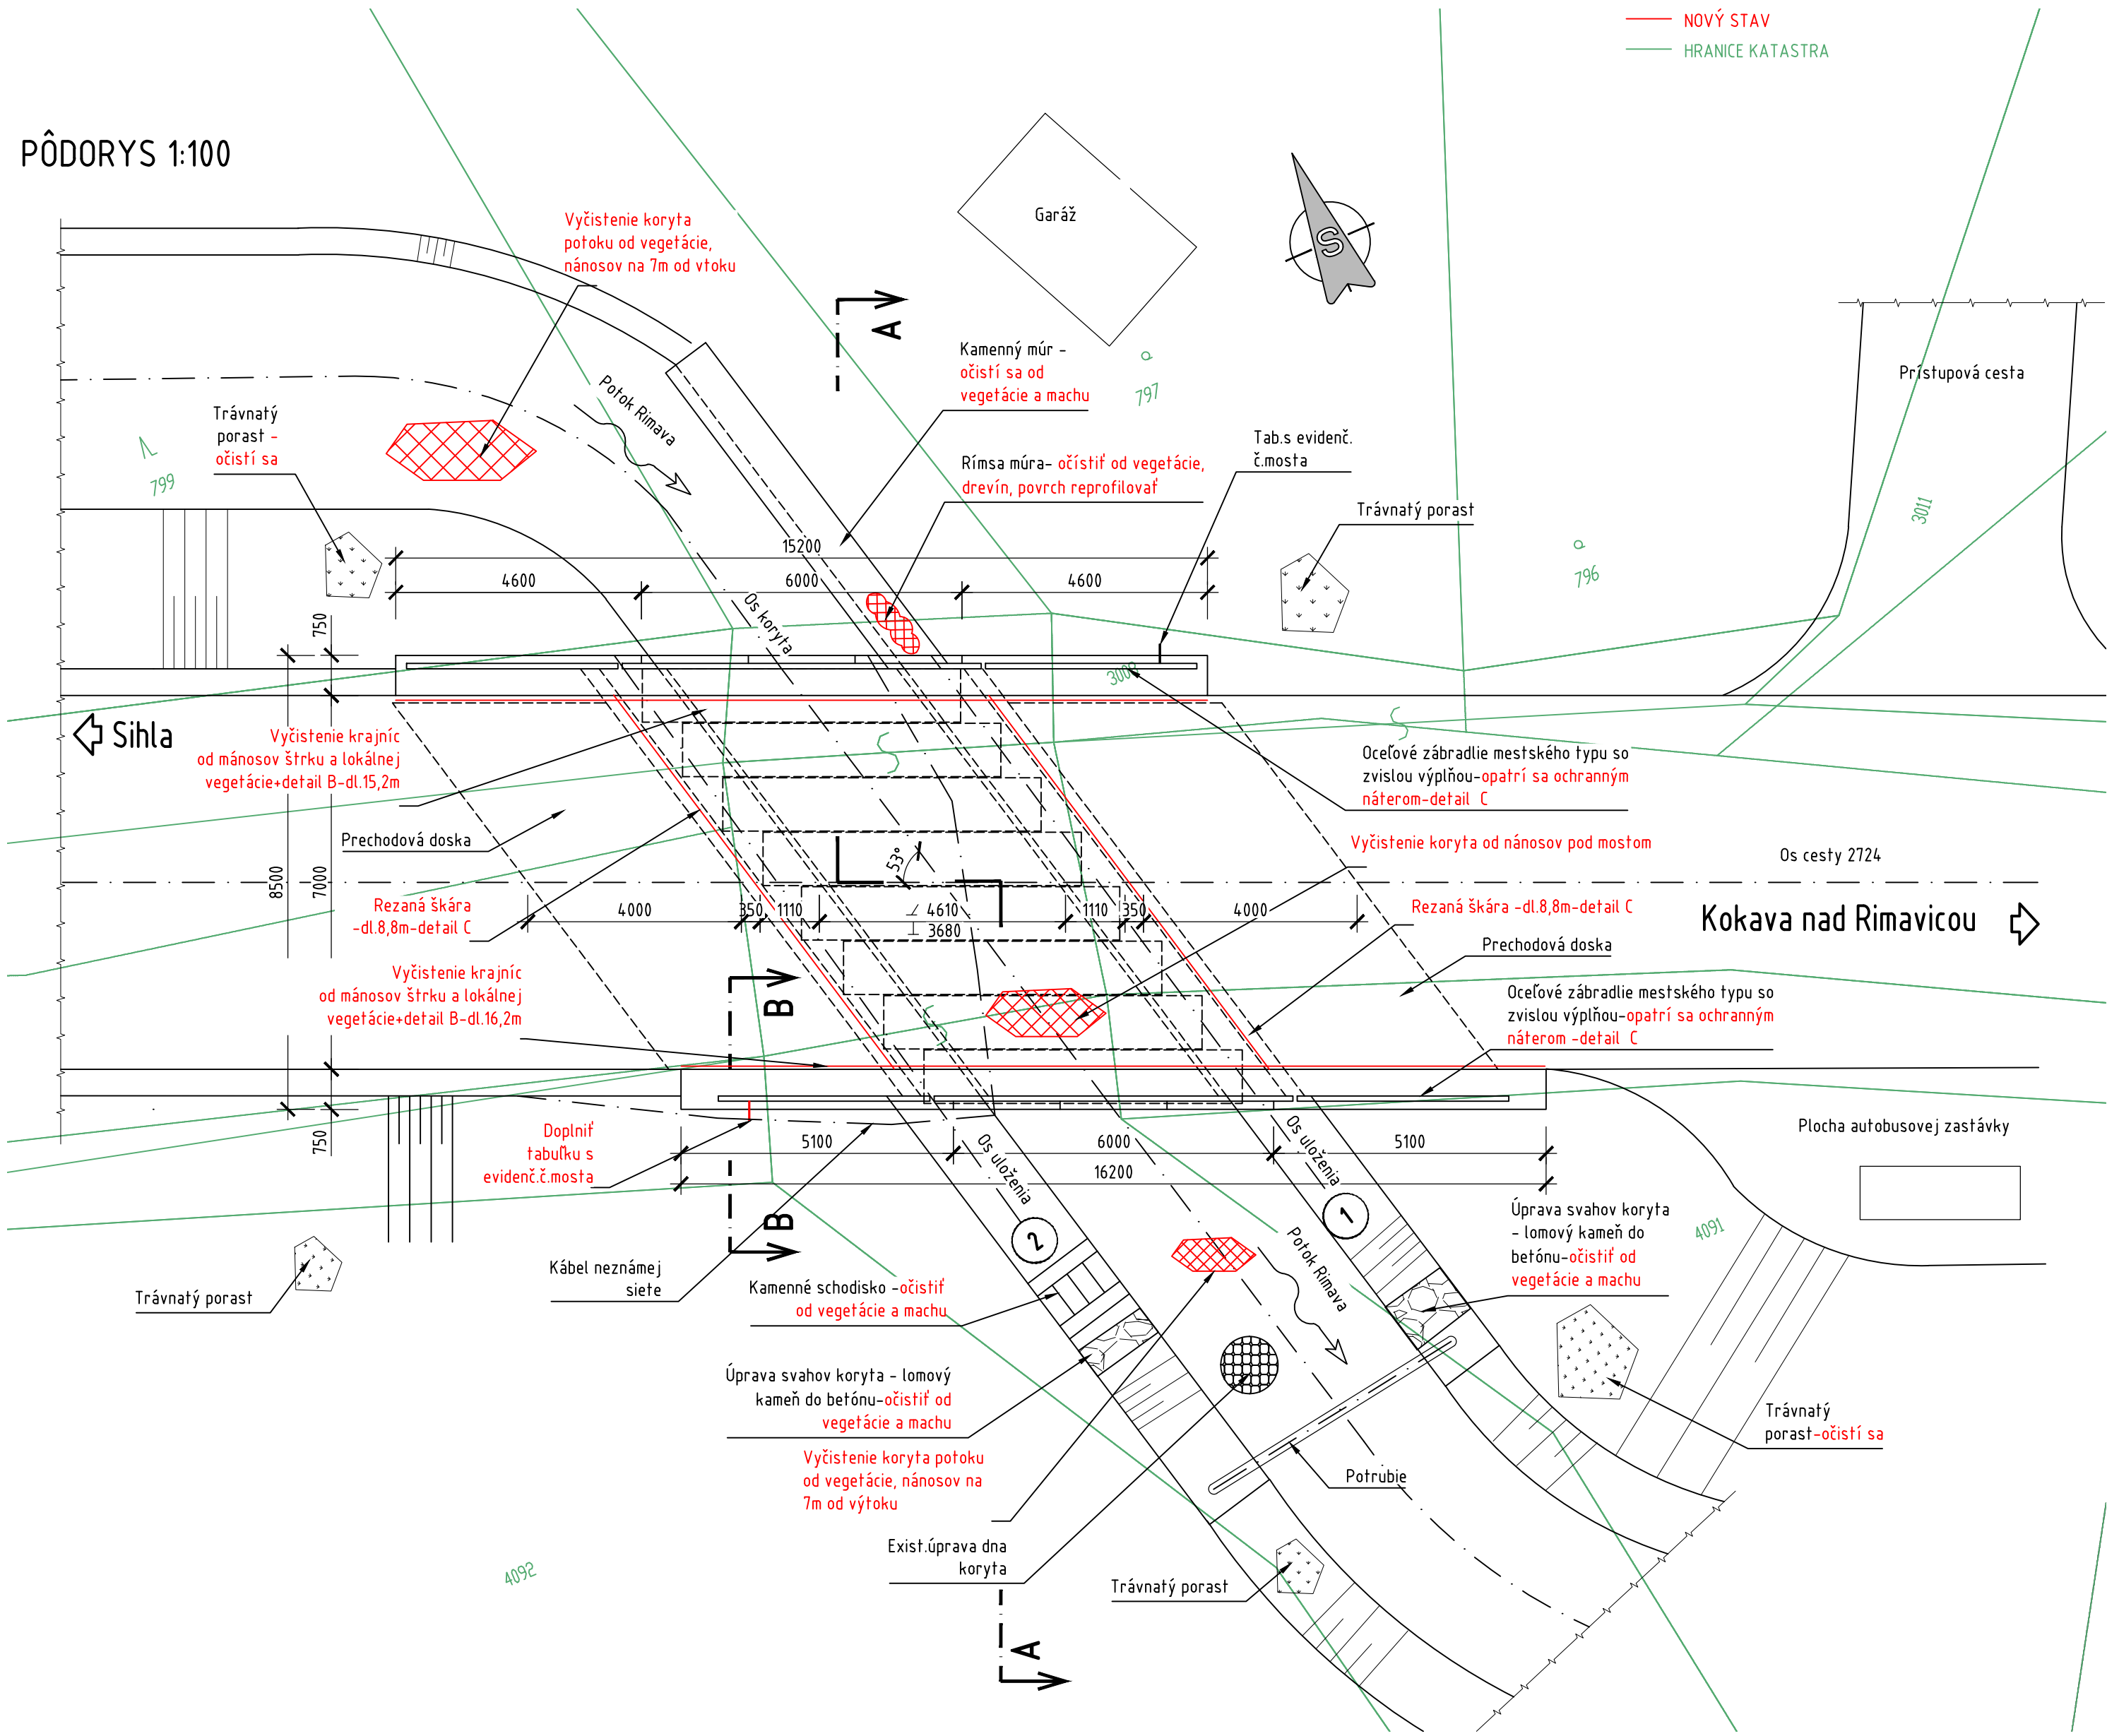 NOVÝ STAV
HRANICE KATASTRA
PÔDORYS 1:100
Vyčistenie koryta
potoku od vegetácie,
nánosov na 7m od vtoku
Garáž
S
A
Kamenný múr -
očistí sa od
vegetácie a machu
797
Prístupová cesta
Potok Rimava
Trávnatý
porast -
očistí sa
799
Tab.s evidenč.
č.mosta
Rímsa múra- očístiť od vegetácie,
drevín, povrch reprofilovať
Trávnatý porast
3011
796
15200
4600
6000
4600
Os koryta
750
3009
Sihla
Vyčistenie krajníc
od mánosov štrku a lokálnej
vegetácie+detail B-dl.15,2m
Oceľové zábradlie mestského typu so
zvislou výplňou-opatrí sa ochranným
náterom-detail C
Prechodová doska
Vyčistenie koryta od nánosov pod mostom
Os cesty 2724
53°
8500
7000
Rezaná škára
-dl.8,8m-detail C
4000
350
1110
4610
3680
1110
350
4000
Rezaná škára -dl.8,8m-detail C
Kokava nad Rimavicou
Prechodová doska
Vyčistenie krajníc
od mánosov štrku a lokálnej
vegetácie+detail B-dl.16,2m
B
Oceľové zábradlie mestského typu so
zvislou výplňou-opatrí sa ochranným
náterom -detail C
750
Doplniť
tabuľku s
evidenč.č.mosta
5100
6000
5100
16200
Os uloženia
Os uloženia
Plocha autobusovej zastávky
B
2
1
Úprava svahov koryta
- lomový kameň do
betónu-očistiť od
vegetácie a machu
4091
Potok Rimava
Kábel neznámej
siete
Trávnatý porast
Kamenné schodisko -očistiť
od vegetácie a machu
Úprava svahov koryta - lomový
kameň do betónu-očistiť od
vegetácie a machu
Trávnatý
porast-očistí sa
Vyčistenie koryta potoku
od vegetácie, nánosov na
7m od výtoku
Potrubie
Exist.úprava dna
koryta
4092
Trávnatý porast
A